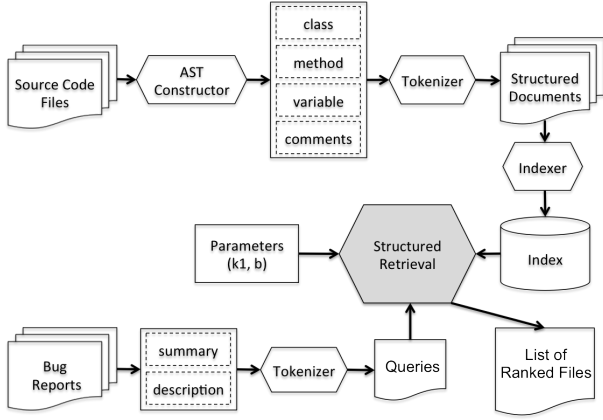 Source Code
Files
AST
Constructor
class
method
variable
comments
Tokenizer
Structured
Documents
Indexer
Index
Parameters
(k1, b)
Structured
Retrieval
Bug
Reports
summary
description
Tokenizer
Queries
List of
Ranked Files